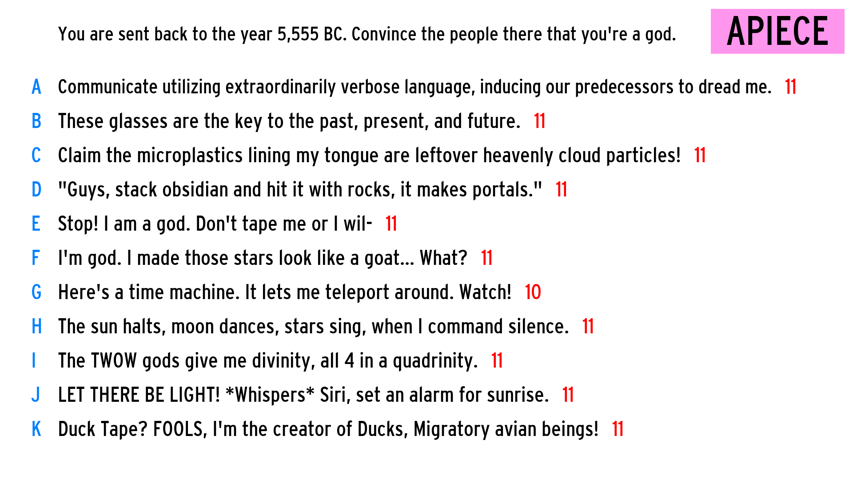 You are sent back to the year 5,555 BC. Convince the people there that you're a god.
APIECE
A Communicate utilizing extraordinarily verbose language, inducing our predecessors to dread me. 11
B These glasses are the key to the past, present, and future. 11
C Claim the microplastics lining my tongue are leftover heavenly cloud particles! 11
D "Guys, stack obsidian and hit it with rocks, it makes portals." 11
E Stop! I am a god. Don't tape me or I wil- 11
F I'm god. I made those stars look like a goat... What? 11
G Here's a time machine. It lets me teleport around. Watch! 10
H The sun halts, moon dances, stars sing, when I command silence. 11
I The TWOW gods give me divinity, all 4 in a quadrinity. 11
J LET THERE BE LIGHT! *Whispers* Siri, set an alarm for sunrise. 11
K Duck Tape? FOOLS, I'm the creator of Ducks, Migratory avian beings! 11